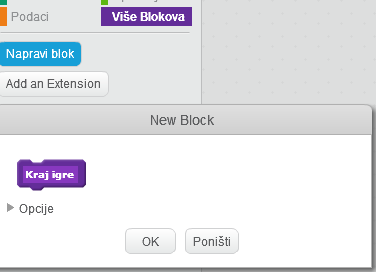 Podaci
Više Blokova
Napravi blok
Add an Extension
New Block
Kraj igre
Opcije
OK
Poništi